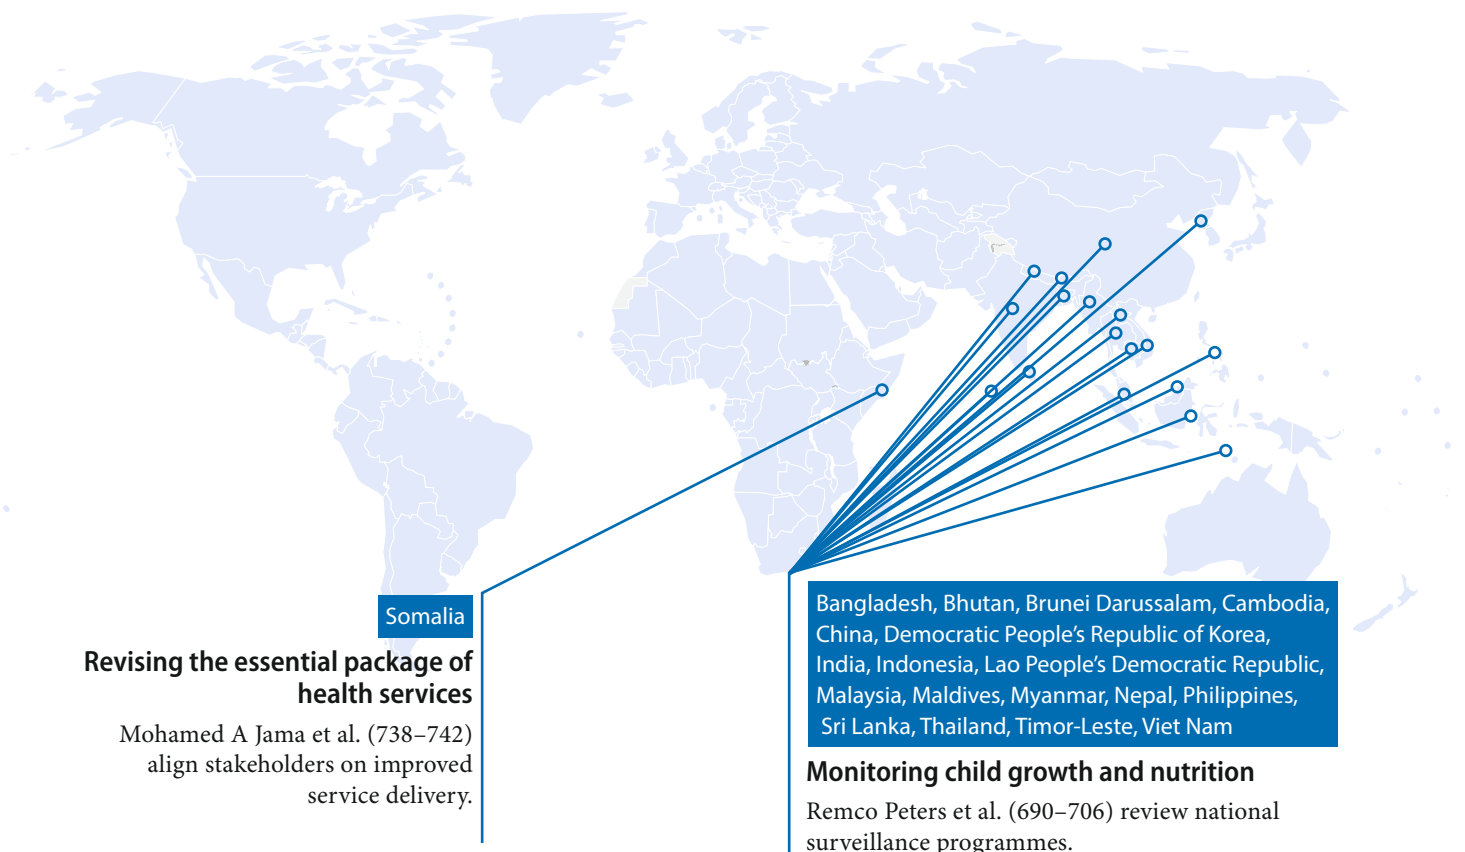 Somalia
Revising the essential package of
health services
Mohamed A Jama et al. (738–742)
align stakeholders on improved
service delivery.
Bangladesh, Bhutan, Brunei Darussalam, Cambodia,
China, Democratic People’s Republic of Korea,
India, Indonesia, Lao People’s Democratic Republic,
Malaysia, Maldives, Myanmar, Nepal, Philippines,
Sri Lanka, Thailand, Timor-Leste, Viet Nam
Monitoring child growth and nutrition
Remco Peters et al. (690–706) review national
surveillance programmes.